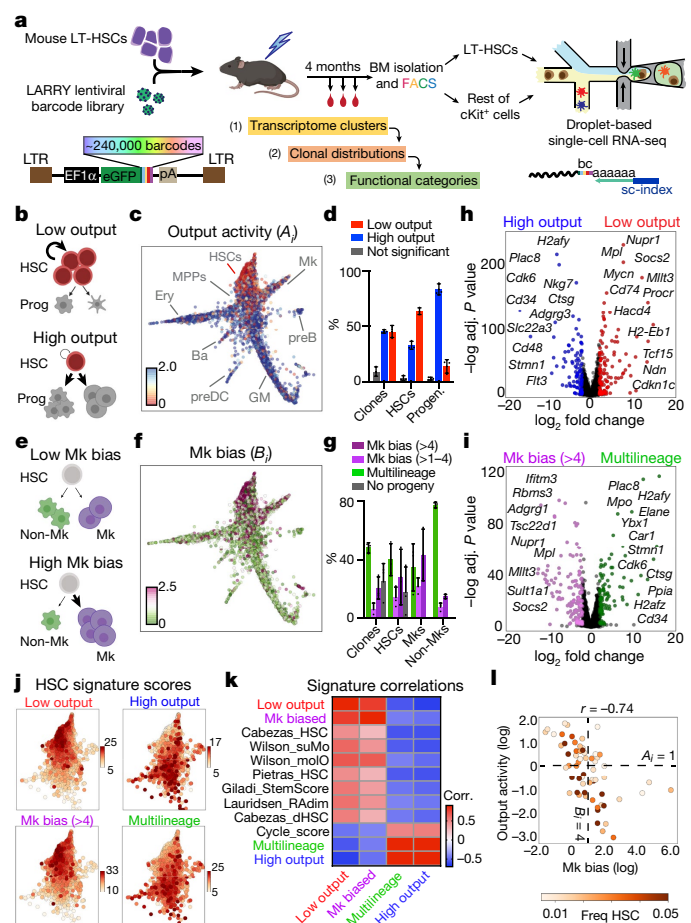 a
Mouse LT-HSCs
LARRY lentiviral
barcode library
4 months
BM isolation
and FACS
LT-HSCs
Rest of
cKit+ cells
Droplet-based
single-cell RNA-seq
bc
aaaaaa
sc-index
(1) Transcriptome clusters
(2) Clonal distributions
(3) Functional categories
~240,000 barcodes
LTR
EF1α
eGFP
pA
LTR
b
Low output
HSC
Prog
High output
HSC
Prog
c
Output activity (Ai)
HSCs
Mk
MPPs
Ery
preB
Ba
preDC
GM
2.0
0
d
Low output
High output
Not significant
100
50
0
%
Clones
HSCs
Progen.
h
High output Low output
H2afy
Plac8
Cdk6
Nkg7
Cd34
Ctsg
Adgrg3
Slc22a3
Cd48
Stmn1
Flt3
Nupr1
Mpl
Socs2
Mycn
Mllt3
Cd74
Procr
Hacd4
H2-Eb1
Tcf15
Ndn
Cdkn1c
–log adj. P value
200
100
0
–20 –10 0 10 20
log2 fold change
e
Low Mk bias
HSC
Non-Mk Mk
High Mk bias
HSC
Non-Mk
Mk
f
Mk bias (Bi)
2.5
0
g
Mk bias (>4)
Mk bias (>1–4)
Multilineage
No progeny
80
40
0
%
Clones
HSCs
Mks
Non-Mks
i
Mk bias (>4) Multilineage
Ifitm3
Rbms3
Adgrg1
Tsc22d1
Nupr1
Mpl
Mllt3
Sult1a1
Socs2
Plac8
H2afy
Mpo
Elane
Ybx1
Car1
Stmn1
Cdk6
Ctsg
Ppia
H2afz
Cd34
–log adj. P value
120
80
40
0
–20 –10 0 10 20
log2 fold change
j
HSC signature scores
Low output
High output
25
5
17
5
Mk bias (>4)
Multilineage
33
10
25
5
k
Signature correlations
Low output
Mk biased
Cabezas_HSC
Wilson_suMo
Wilson_molO
Pietras_HSC
Giladi_StemScore
Lauridsen_RAdim
Cabezas_dHSC
Cycle_score
Multilineage
High output
Low output
Mk biased
Multilineage
High output
Corr.
0.5
0
–0.5
l
r = –0.74
Ai = 1
Bi = 4
Output activity (log)
2.0
1.0
0
–1.0
–2.0
–3.0
–2.0 0 2.0 4.0 6.0
Mk bias (log)
0.01 0.05
Freq HSC